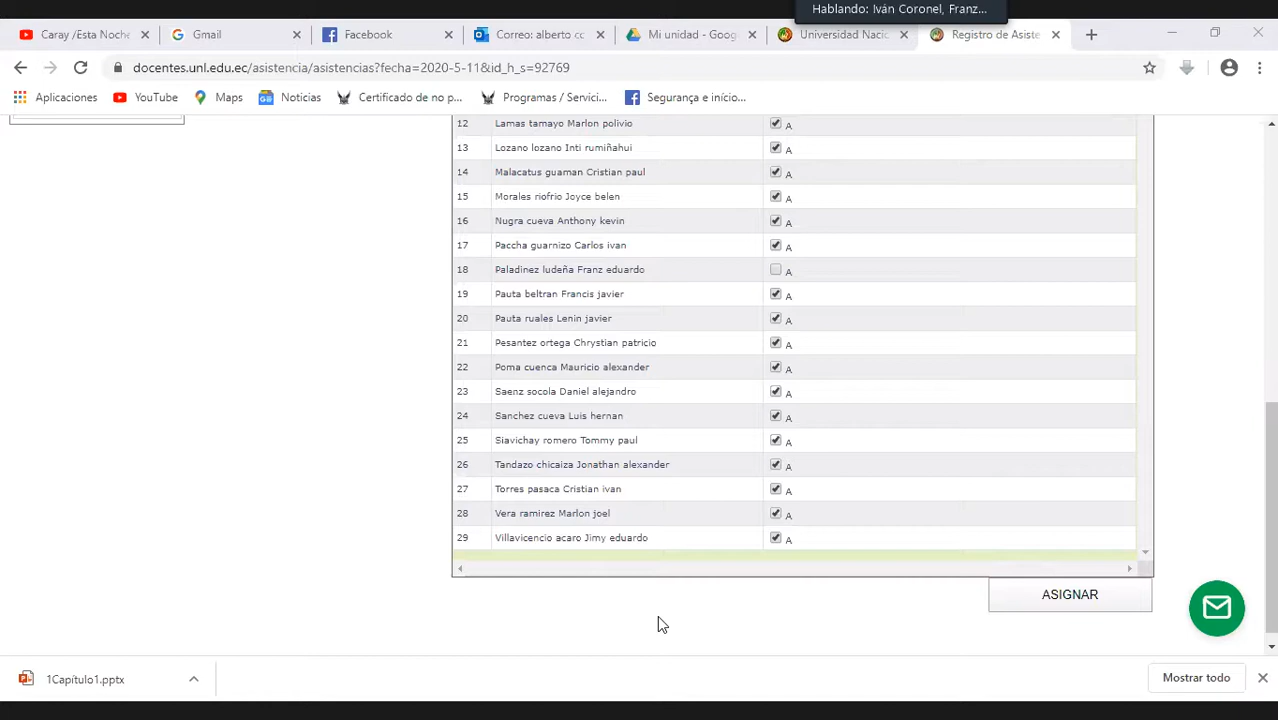 Hablando: Iván Coronel, Franz...
Caray /Esta Noche
Gmail
Facebook
Correo: alberto cc
Mi unidad - Goog
Universidad Nacio
Registro de Asiste
docentes.unl.edu.ec/asistencia/asistencias?fecha=2020-5-11&id_h_s=92769
Aplicaciones YouTube Maps Noticias Certificado de no p... Programas / Servici... Segurança e início...
12 Lamas tamayo Marlon polivio A
13 Lozano lozano Inti rumiñahui A
14 Malacatus guaman Cristian paul A
15 Morales riofrio Joyce belen A
16 Nugra cueva Anthony kevin A
17 Paccha guarnizo Carlos ivan A
18 Paladinez ludeña Franz eduardo A
19 Pauta beltran Francis javier A
20 Pauta ruales Lenin javier A
21 Pesantez ortega Chrystian patricio A
22 Poma cuenca Mauricio alexander A
23 Saenz socola Daniel alejandro A
24 Sanchez cueva Luis hernan A
25 Siavichay romero Tommy paul A
26 Tandazo chicaiza Jonathan alexander A
27 Torres pasaca Cristian ivan A
28 Vera ramirez Marlon joel A
29 Villavicencio acaro Jimy eduardo A
ASIGNAR
1Capítulo1.pptx
Mostrar todo